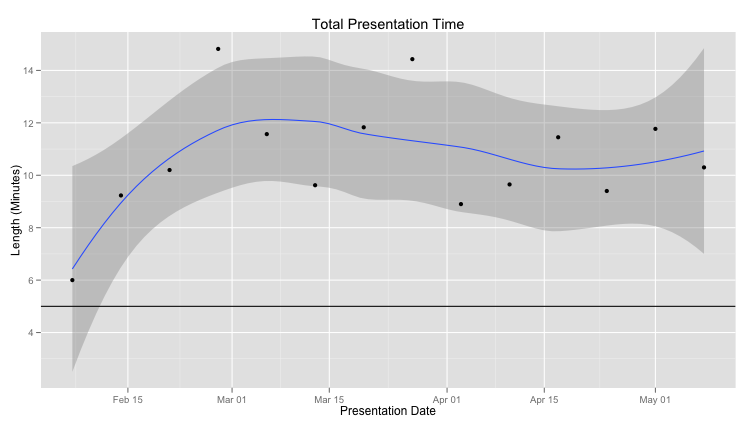 Total Presentation Time
Length (Minutes)
14
12
10
8
6
4
Feb 15
Mar 01
Mar 15
Apr 01
Apr 15
May 01
Presentation Date